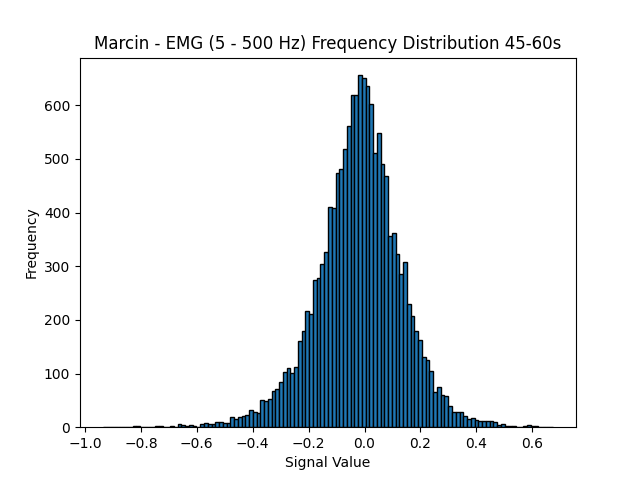 Marcin - EMG (5 - 500 Hz) Frequency Distribution 45-60s
600
500
400
300
200
100
0
Frequency
−1.0 −0.8 −0.6 −0.4 −0.2 0.0 0.2 0.4 0.6
Signal Value